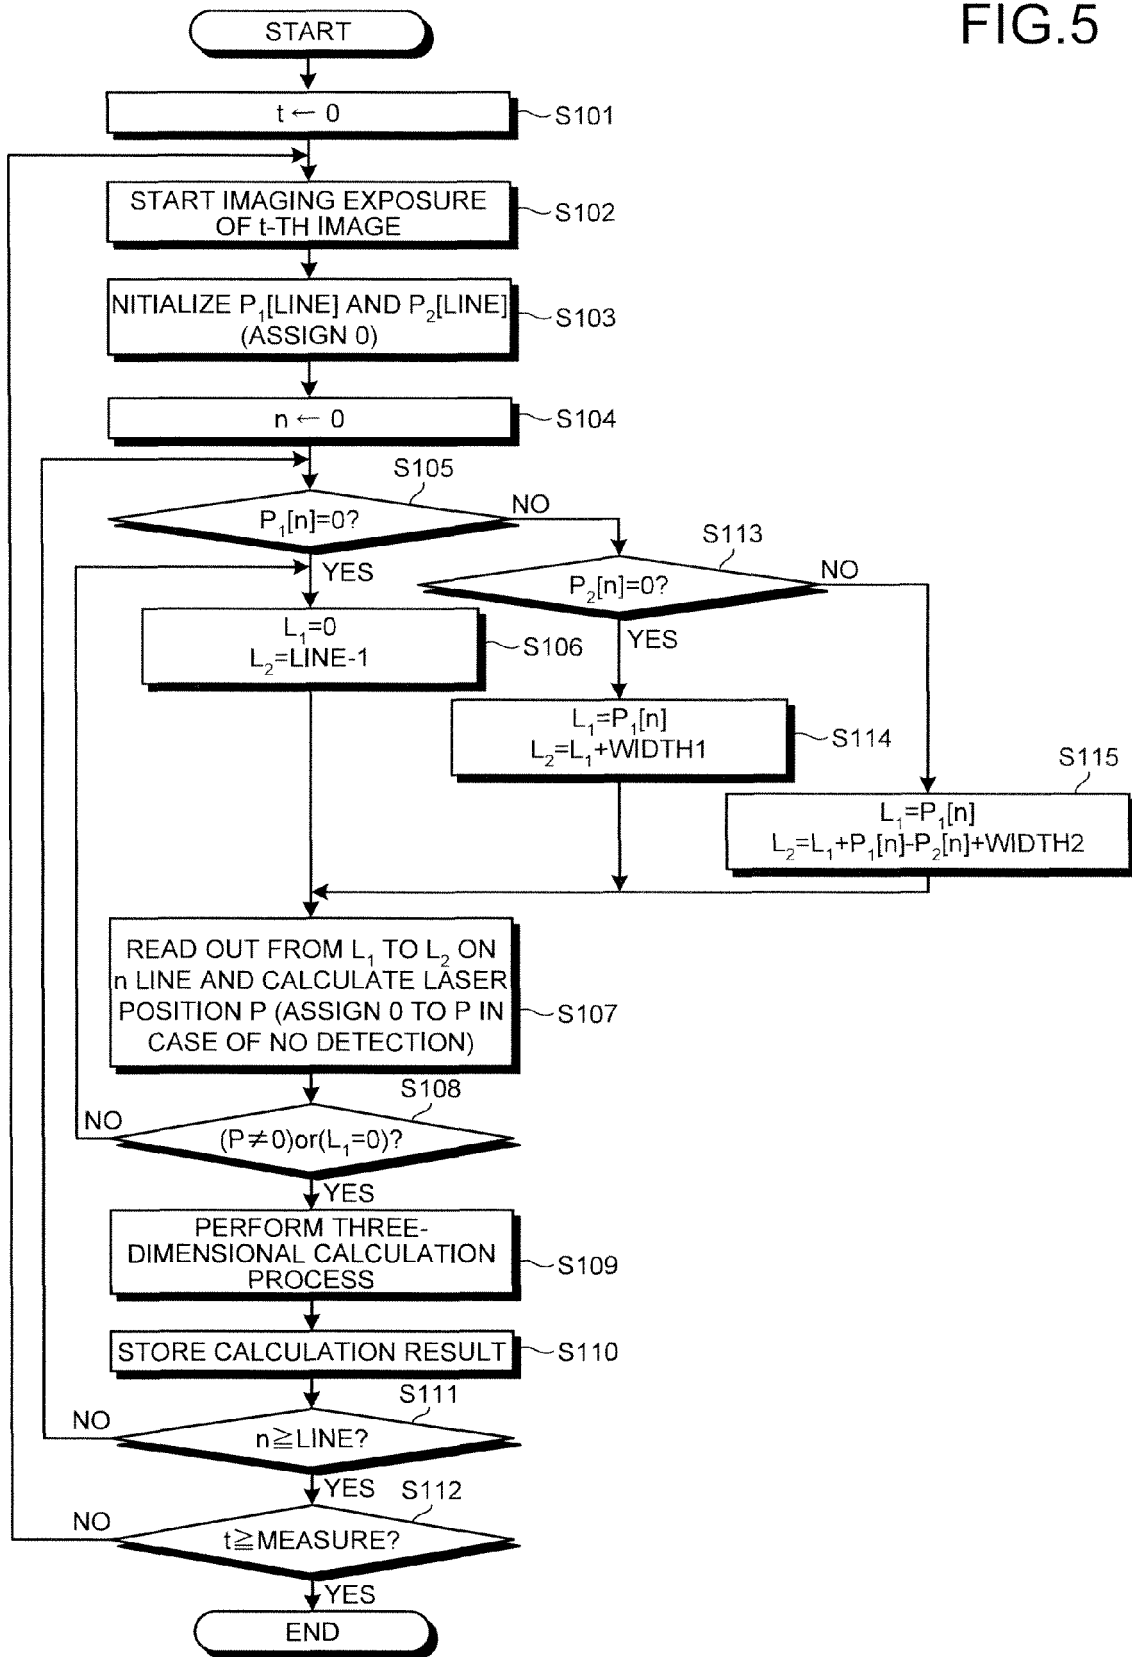 FIG.5
START
t ← 0
S101
START IMAGING EXPOSURE
OF t-TH IMAGE
S102
NITIALIZE P₁[LINE] AND P₂[LINE]
(ASSIGN 0)
S103
n ← 0
S104
S105
P₁[n]=0?
NO
YES
S113
P₂[n]=0?
NO
YES
L₁=0
L₂=LINE-1
S106
L₁=P₁[n]
L₂=L₁+WIDTH1
S114
S115
L₁=P₁[n]
L₂=L₁+P₁[n]-P₂[n]+WIDTH2
READ OUT FROM L₁ TO L₂ ON
n LINE AND CALCULATE LASER
POSITION P (ASSIGN 0 TO P IN
CASE OF NO DETECTION)
S107
S108
NO
(P≠0)or(L₁=0)?
YES
PERFORM THREE-
DIMENSIONAL CALCULATION
PROCESS
S109
STORE CALCULATION RESULT
S110
S111
NO
n≧LINE?
YES
S112
NO
t≧MEASURE?
YES
END